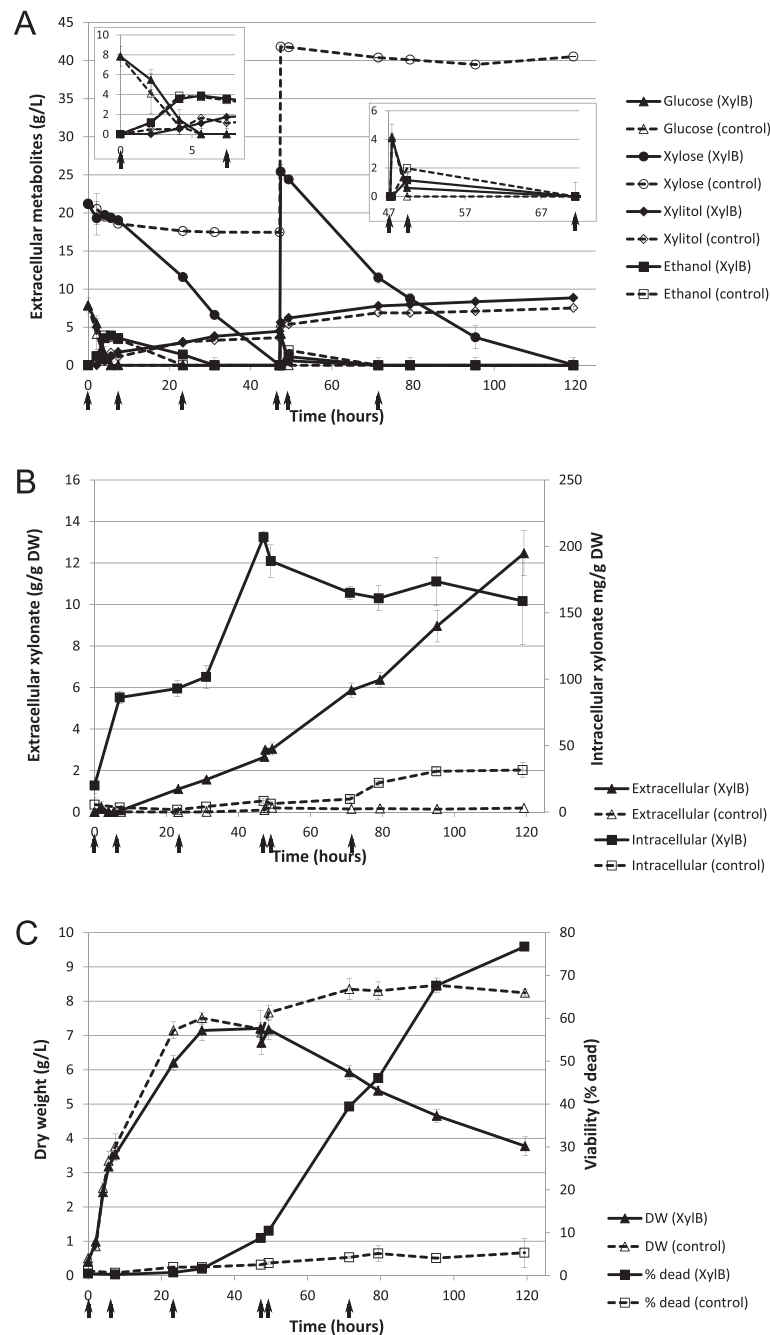 A
45
40
35
30
25
20
15
10
5
0
Extracellular metabolites (g/L)
0 20 40 60 80 100 120
Time (hours)
10
8
6
4
2
0
0 5
6
4
2
0
47 57 67
Glucose (XylB)
Glucose (control)
Xylose (XylB)
Xylose (control)
Xylitol (XylB)
Xylitol (control)
Ethanol (XylB)
Ethanol (control)
B
16
14
12
10
8
6
4
2
0
Extracellular xylonate (g/g DW)
250
200
150
100
50
0
Intracellular xylonate mg/g DW
0 20 40 60 80 100 120
Time (hours)
Extracellular (XylB)
Extracellular (control)
Intracellular (XylB)
Intracellular (control)
C
10
9
8
7
6
5
4
3
2
1
0
Dry weight (g/L)
80
70
60
50
40
30
20
10
0
Viability (% dead)
0 20 40 60 80 100 120
Time (hours)
DW (XylB)
DW (control)
% dead (XylB)
% dead (control)